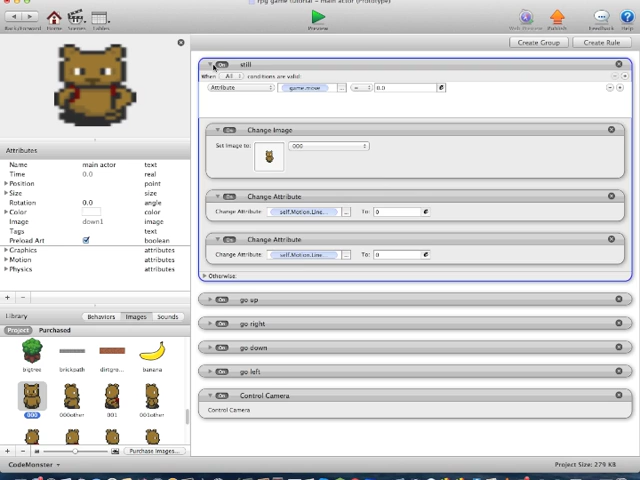 rpg game tutorial - main actor (Prototype)
Back/Forward Home Scenes Tables Preview Web Preview Publish Feedback Help
Create Group Create Rule
On still
When All conditions are valid:
Attribute game.move ... = 0.0
On Change Image
Set Image to: 000
On Change Attribute
Change Attribute: self.Motion.Line... ... To: 0
On Change Attribute
Change Attribute: self.Motion.Line... ... To: 0
Otherwise:
On go up
On go right
On go down
On go left
On Control Camera
Control Camera
Attributes
Name main actor text
Time 0.0 real
Position point
Size size
Rotation 0.0 angle
Color color
Image down1 image
Tags text
Preload Art boolean
Graphics attributes
Motion attributes
Physics attributes
+ −
Library Behaviors Images Sounds
Project Purchased
bigtree brickpath dirtgro... banana
000 000other 001 001other
+ − Purchase Images...
CodeMonster Project Size: 279 KB